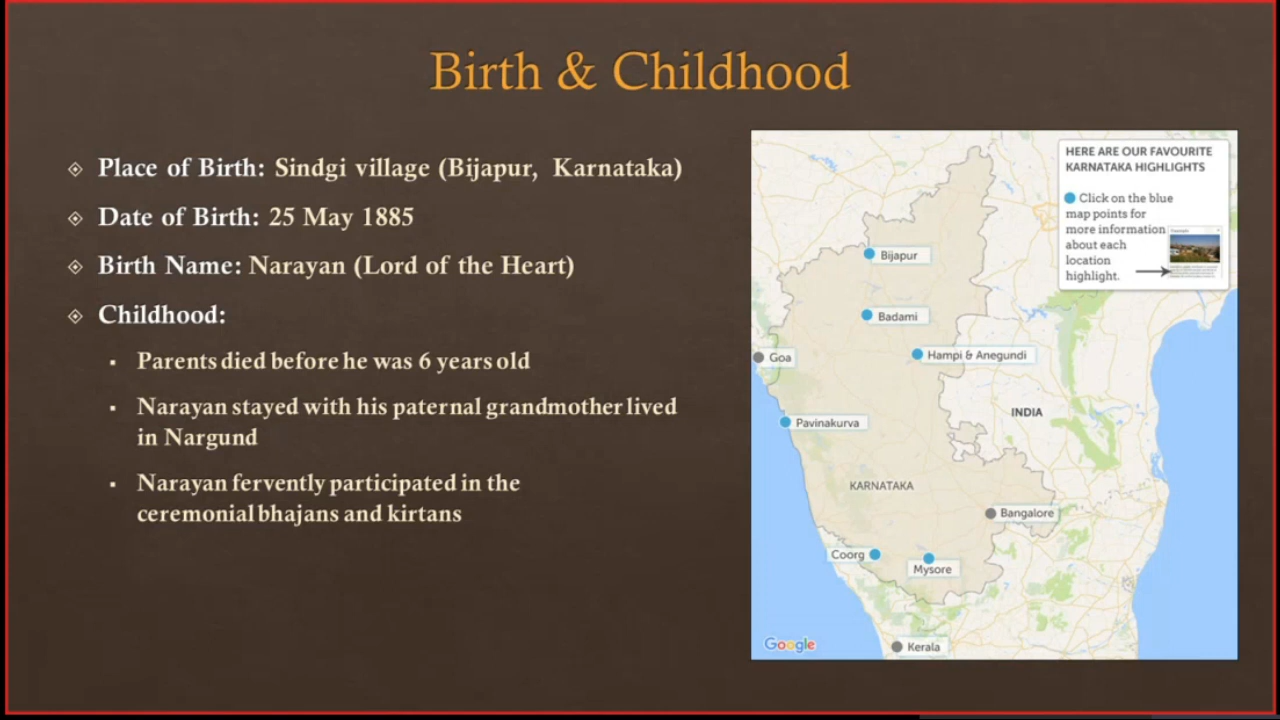 Birth & Childhood
Place of Birth: Sindgi village (Bijapur, Karnataka)
Date of Birth: 25 May 1885
Birth Name: Narayan (Lord of the Heart)
Childhood:
Parents died before he was 6 years old
Narayan stayed with his paternal grandmother lived
in Nargund
Narayan fervently participated in the
ceremonial bhajans and kirtans
HERE ARE OUR FAVOURITE
KARNATAKA HIGHLIGHTS
Click on the blue
map points for
more information
about each
location
highlight.
Bijapur
Badami
Hampi & Anegundi
Goa
INDIA
Pavinakurva
KARNATAKA
Bangalore
Coorg
Mysore
Google
Kerala